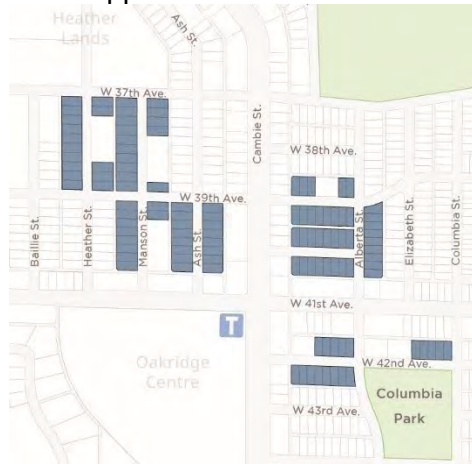 Heather
Lands
Ash St.
W 37th Ave.
Cambie St.
W 38th Ave.
W 39th Ave.
Baillie St.
Heather St.
Manson St.
Ash St.
Alberta St.
Elizabeth St.
Columbia St.
W 41st Ave.
T
Oakridge
Centre
W 42nd Ave.
Columbia
Park
W 43rd Ave.